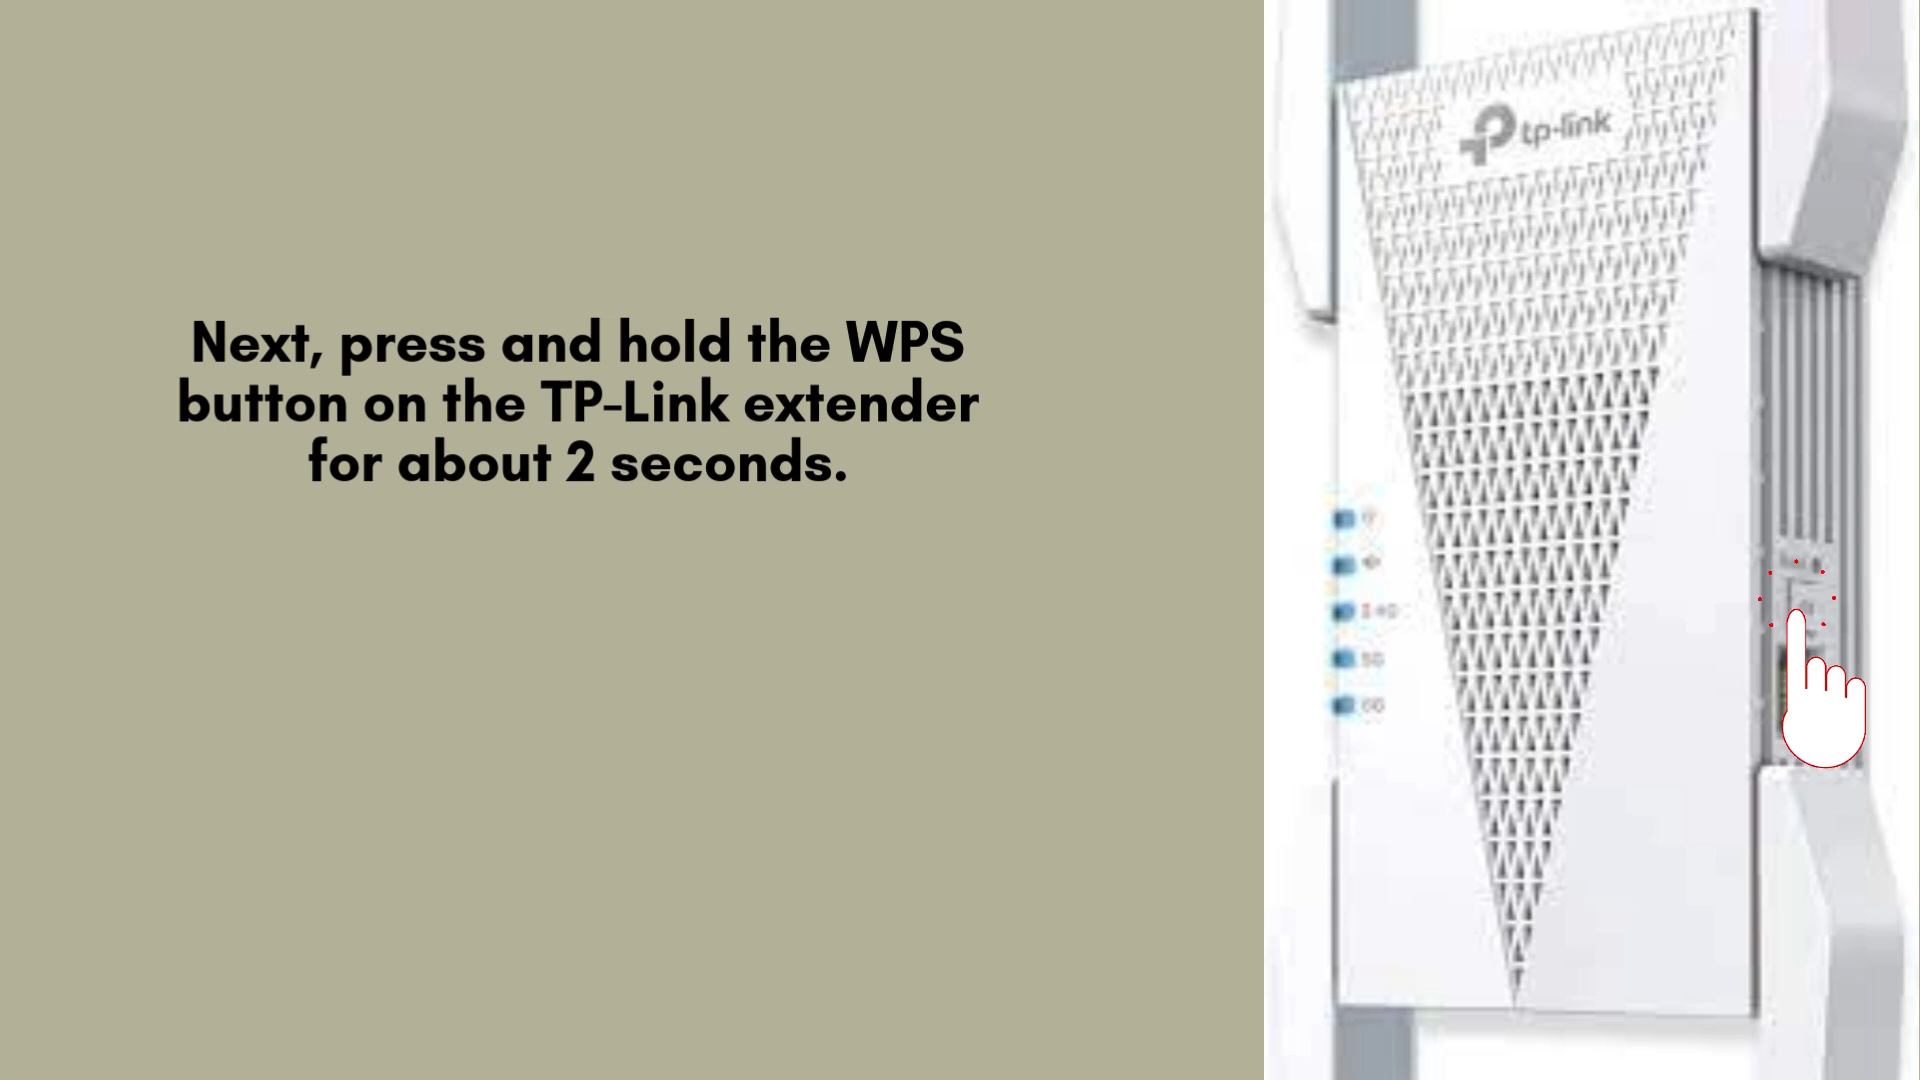 Next, press and hold the WPS
button on the TP-Link extender
for about 2 seconds.
tp-link